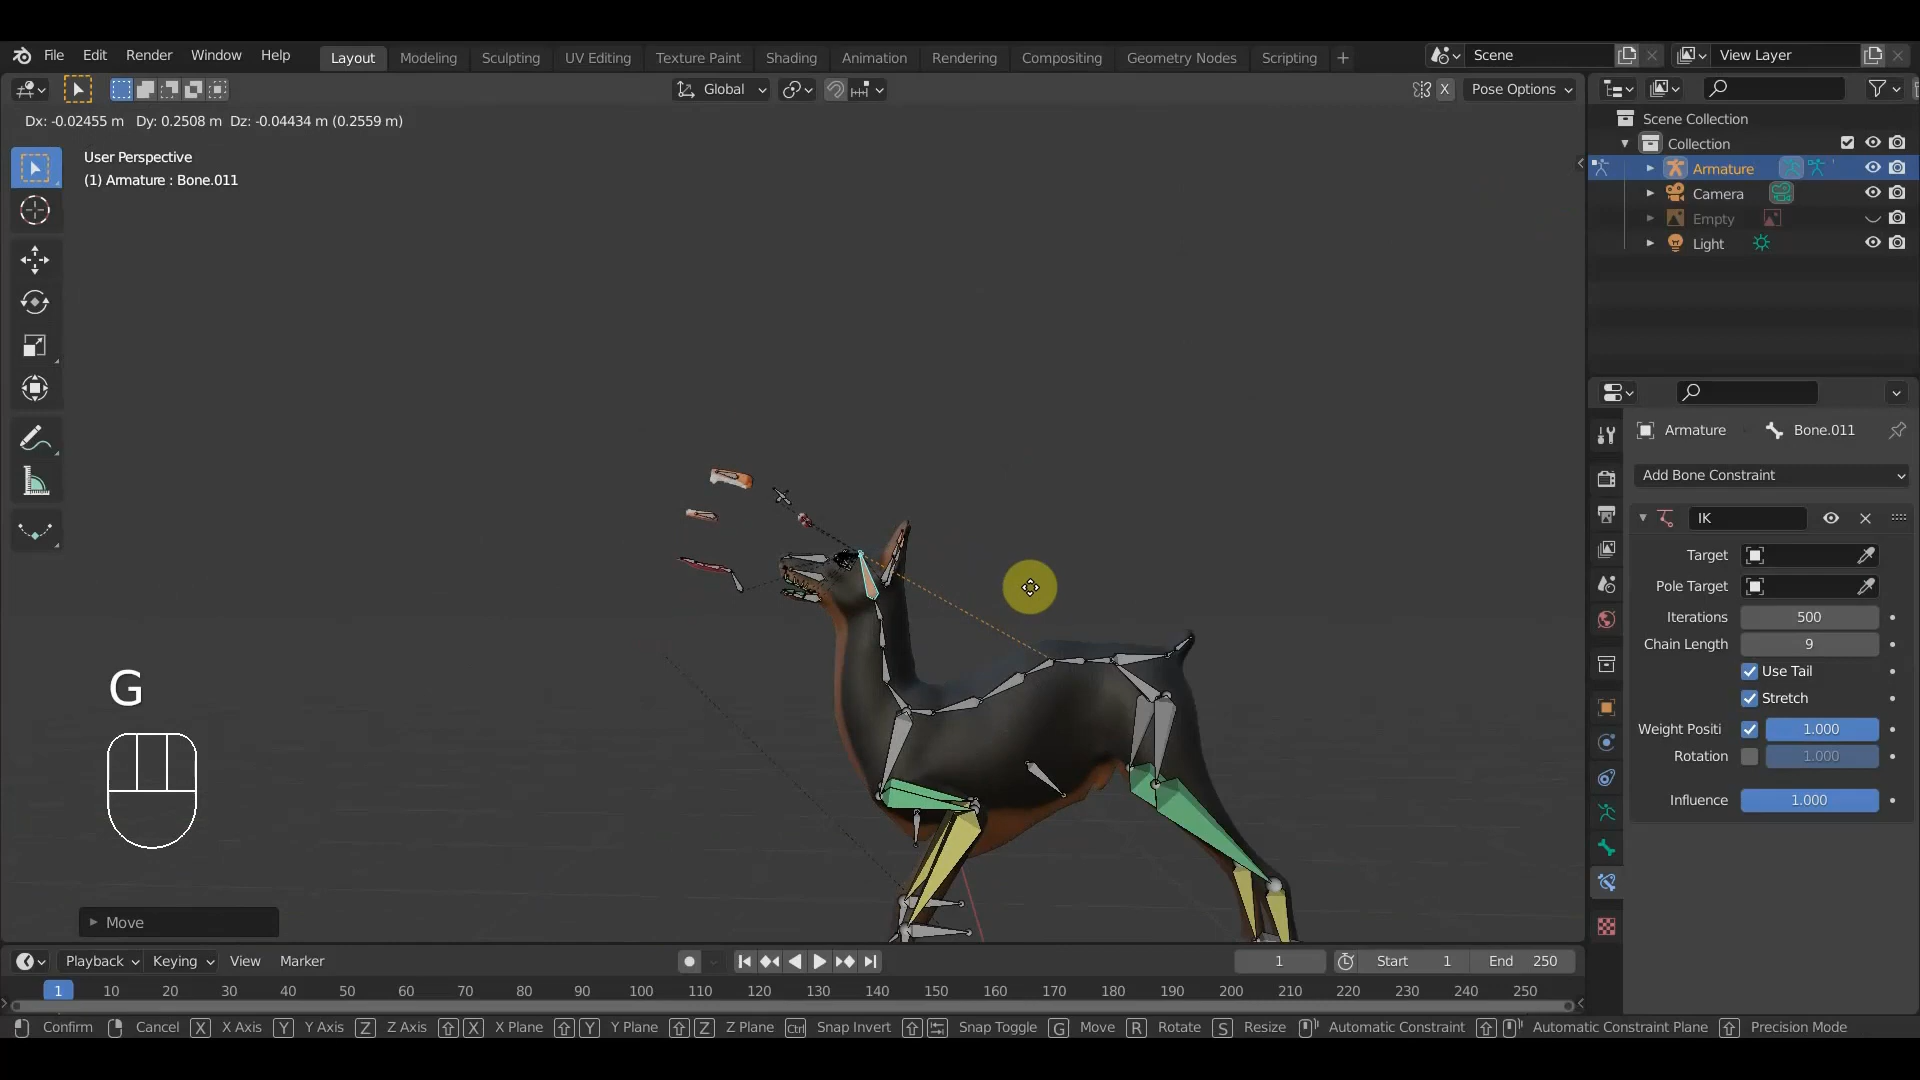 File Edit Render Window Help Layout Modeling Sculpting UV Editing Texture Paint Shading Animation Rendering Compositing Geometry Nodes Scripting + Scene View Layer
Global X Pose Options
Dx: -0.02455 m Dy: 0.2508 m Dz: -0.04434 m (0.2559 m)
User Perspective
(1) Armature : Bone.011
Scene Collection
Collection
Armature
Camera
Empty
Light
Armature Bone.011
Add Bone Constraint
IK
Target
Pole Target
Iterations 500
Chain Length 9
Use Tail
Stretch
Weight Positi 1.000
Rotation 1.000
Influence 1.000
G
Move
Playback Keying View Marker 1 Start 1 End 250
1 10 20 30 40 50 60 70 80 90 100 110 120 130 140 150 160 170 180 190 200 210 220 230 240 250
Confirm Cancel X X Axis Y Y Axis Z Z Axis X X Plane Y Y Plane Z Z Plane Ctrl Snap Invert Snap Toggle G Move R Rotate S Resize Automatic Constraint Automatic Constraint Plane Precision Mode